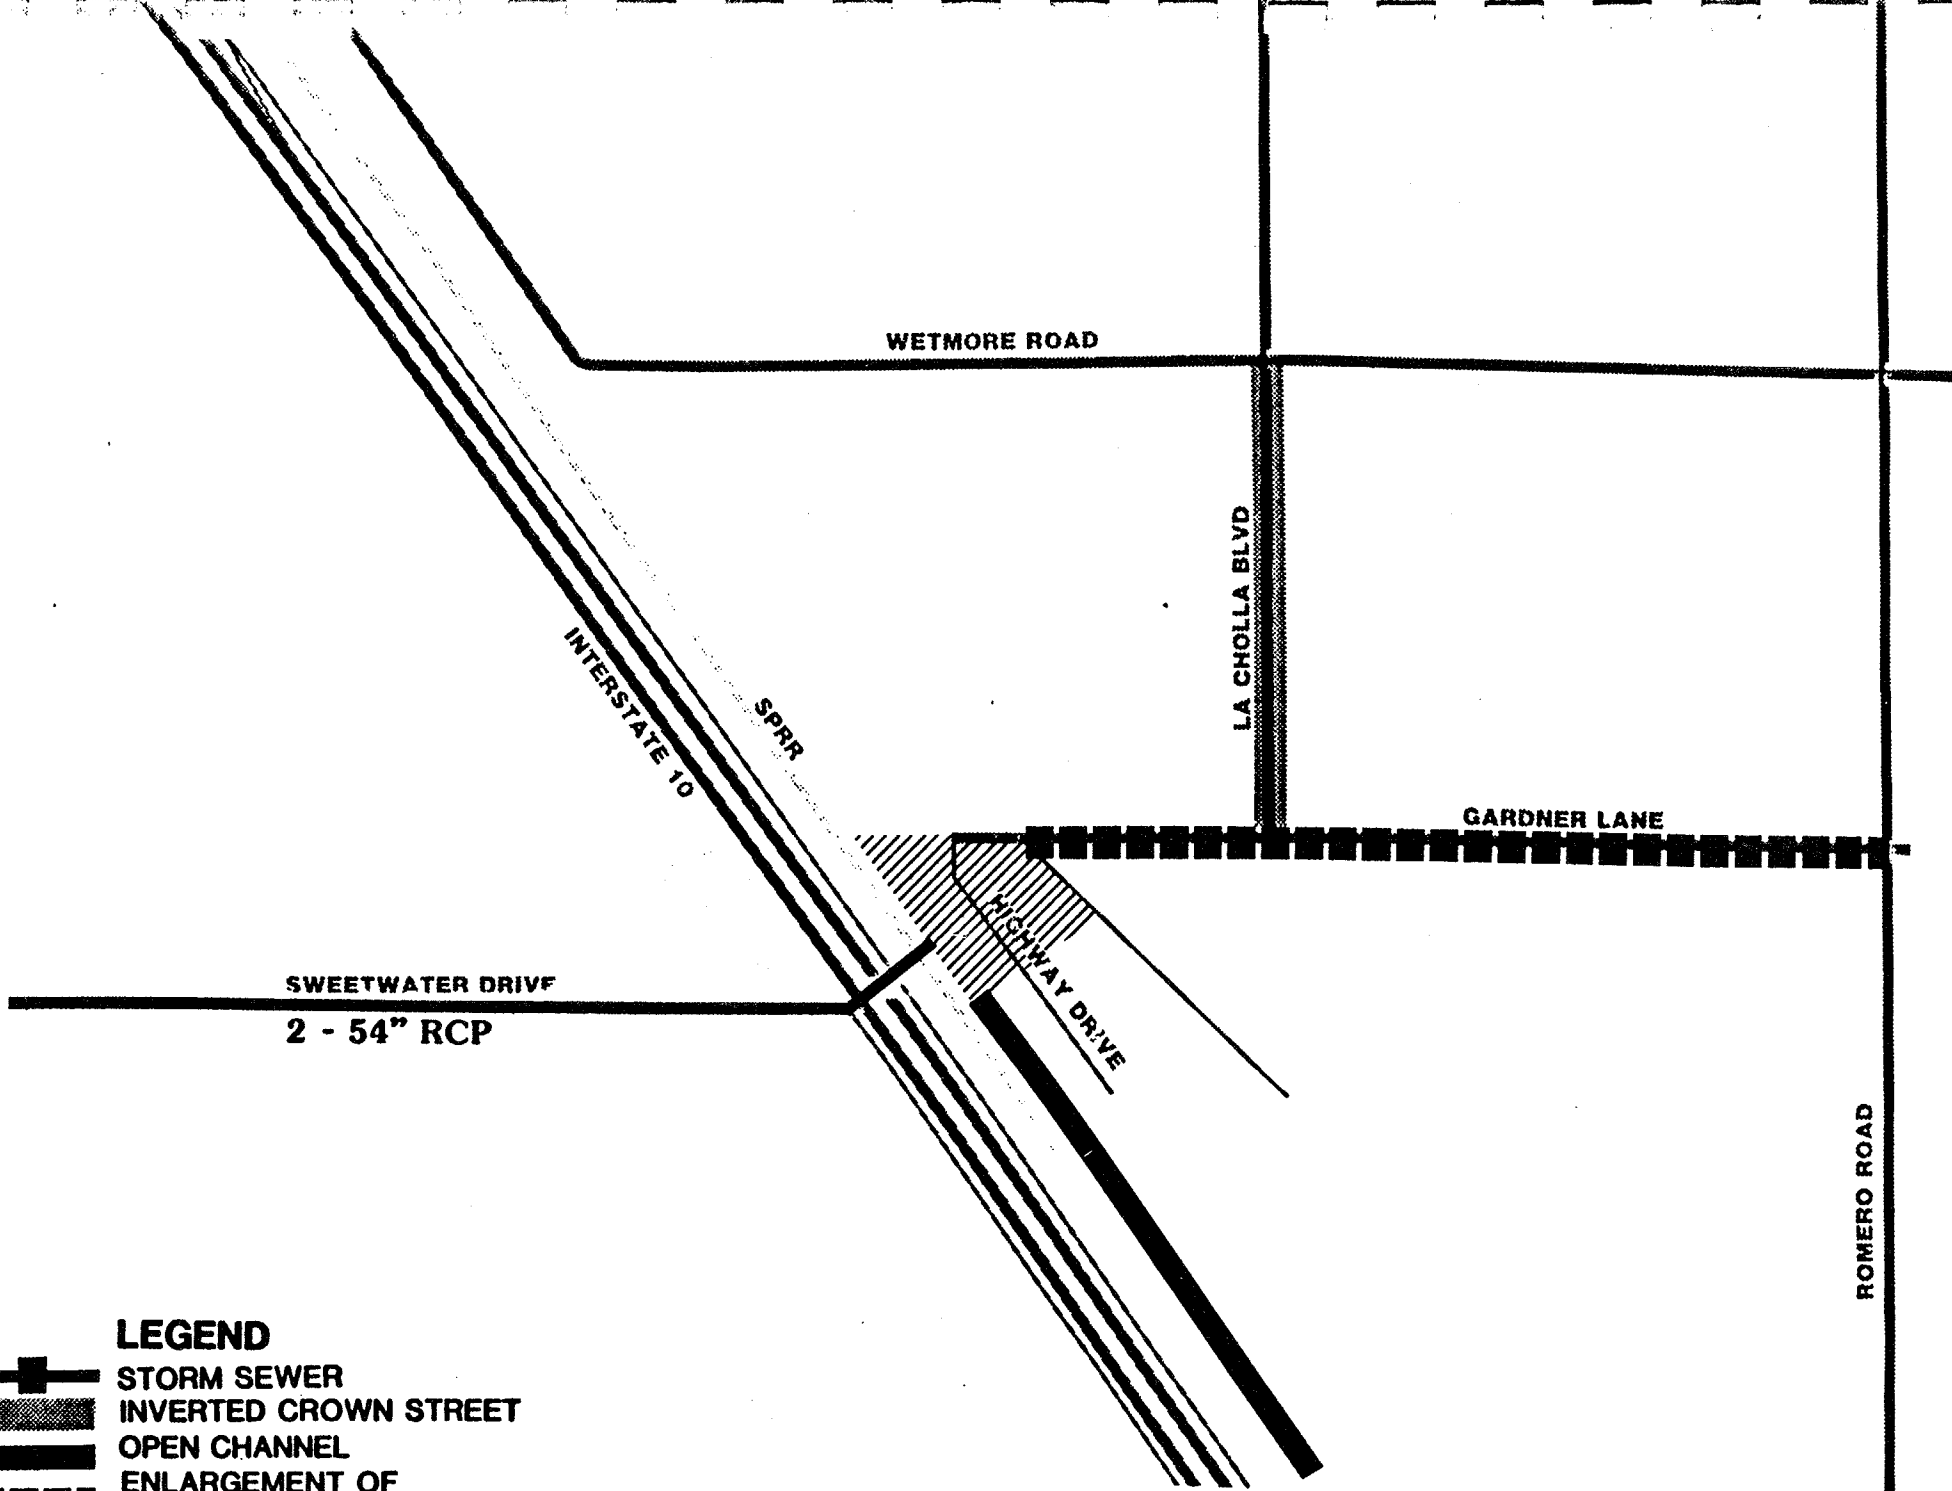 WETMORE ROAD
LA CHOLLA BLVD
INTERSTATE 10
SPRR
GARDNER LANE
HIGHWAY DRIVE
SWEETWATER DRIVE
2 - 54" RCP
ROMERO ROAD
LEGEND
STORM SEWER
INVERTED CROWN STREET
OPEN CHANNEL
ENLARGEMENT OF